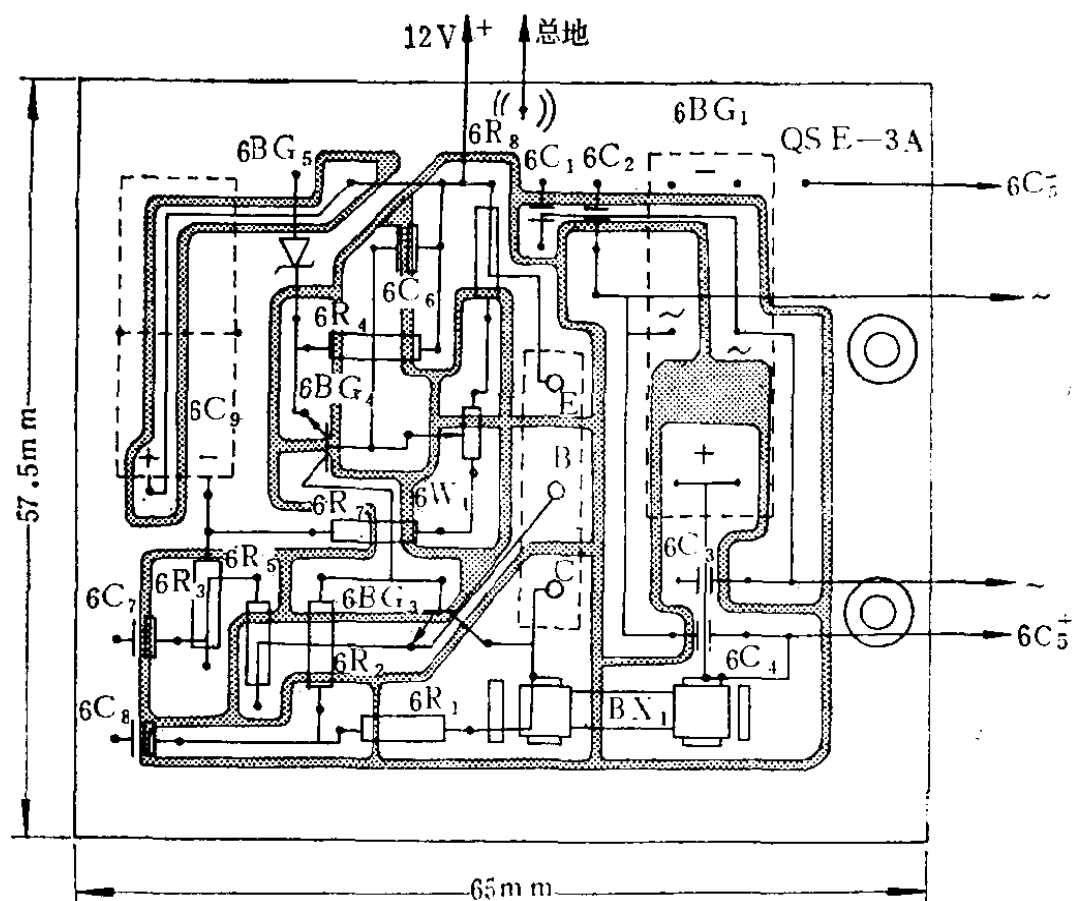 12V + 总地
6BG₁
6R₈
QSE-3A
6BG₅
6C₁ 6C₂
-
6C₅⁻
6C₆
~
6R₄
~ ~
6BG₄
E
6C₉
+ -
B
+
6R₇ 6W₁
6C₃
57.5mm
6R₅
6R₃
C
~
6C₇
6BG₃
6C₅⁺
6R₂
6C₄
6C₈
6R₁
BX₁
65mm